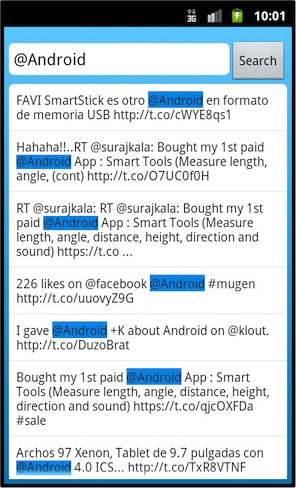 3G 10:01
@Android Search
FAVI SmartStick es otro @Android en formato
de memoria USB http://t.co/cWYE8qs1
Hahaha!!..RT @surajkala: Bought my 1st paid
@Android App : Smart Tools (Measure length,
angle, (cont) http://t.co/O7UC0f0H
RT RT @surajkala: RT @surajkala: Bought my 1st
paid @Android App : Smart Tools (Measure
length, angle, distance, height, direction and
sound) https://t.co ...
226 likes on @facebook @Android #mugen
http://t.co/uuovyZ9G
I gave @Android +K about Android on @klout.
http://t.co/DuzoBrat
Bought my 1st paid @Android App : Smart
Tools (Measure length, angle, distance, height,
direction and sound) https://t.co/qjcOXFDa
#sale
Archos 97 Xenon, Tablet de 9.7 pulgadas con
@Android 4.0 ICS... http://t.co/TxR8VTNF